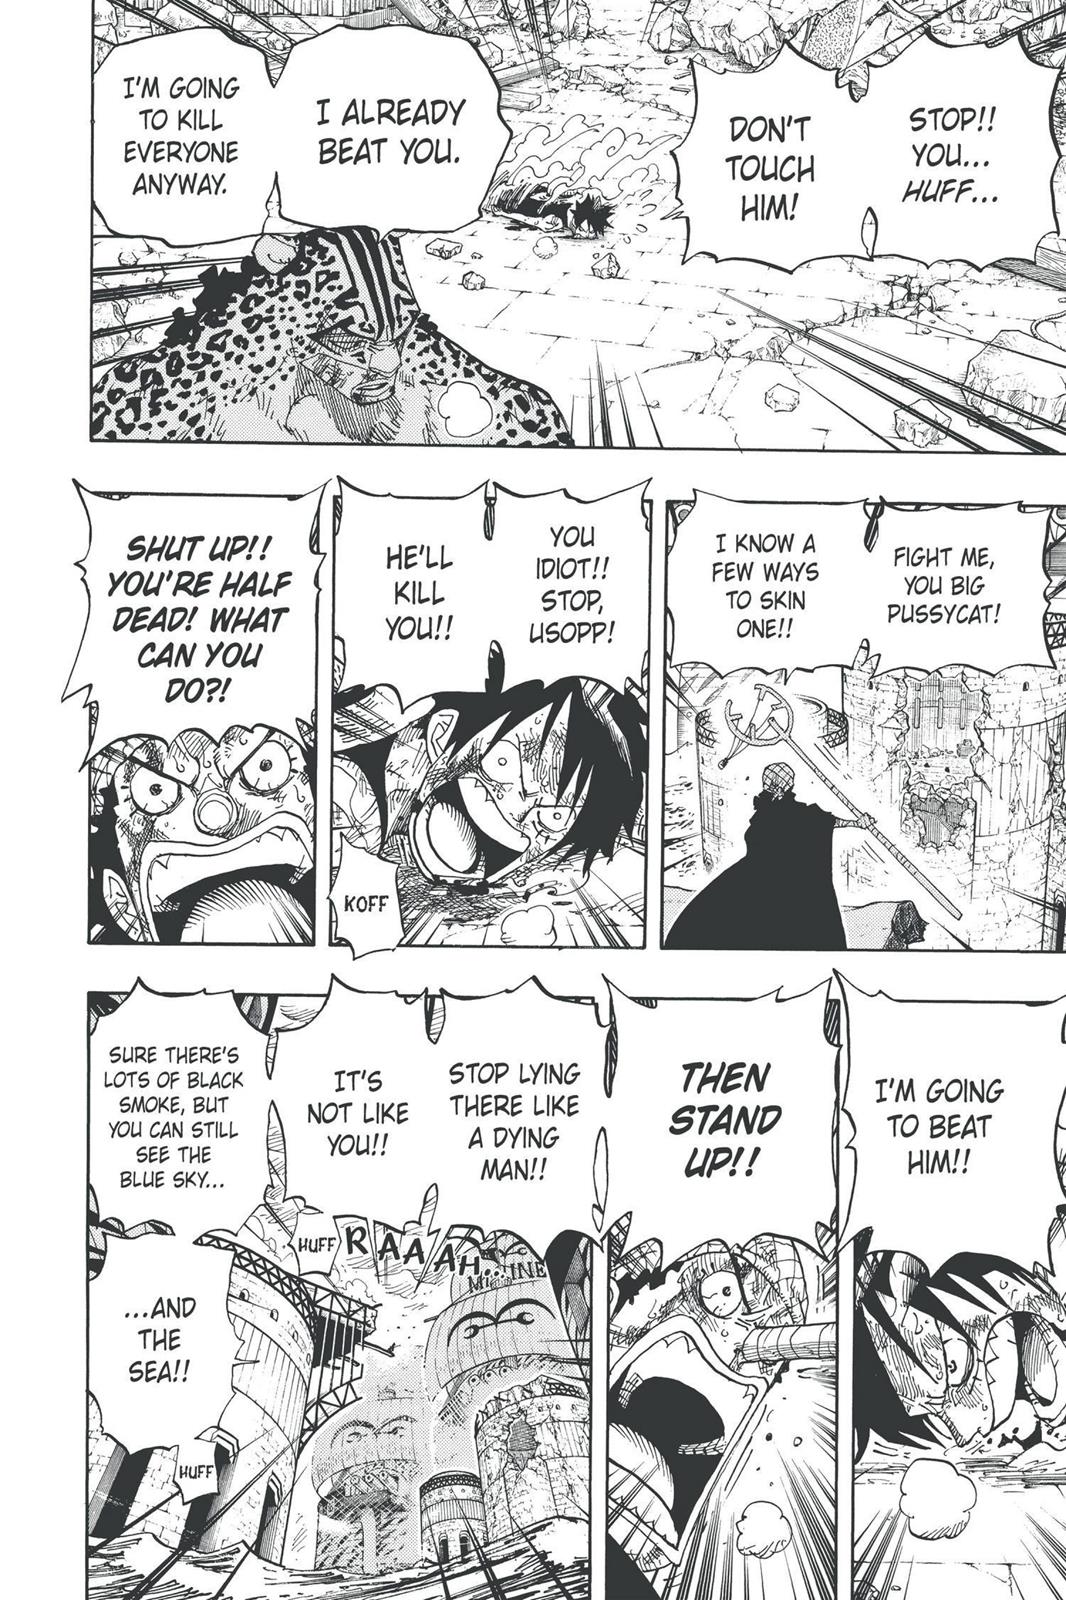 STOP!!
YOU...
HUFF...
DON'T
TOUCH
HIM!
I ALREADY
BEAT YOU.
I'M GOING
TO KILL
EVERYONE
ANYWAY.
FIGHT ME,
YOU BIG
PUSSYCAT!
I KNOW A
FEW WAYS
TO SKIN
ONE!!
YOU
IDIOT!!
STOP,
USOPP!
HE'LL
KILL
YOU!!
KOFF
SHUT UP!!
YOU'RE HALF
DEAD! WHAT
CAN YOU
DO?!
I'M GOING
TO BEAT
HIM!!
THEN
STAND
UP!!
STOP LYING
THERE LIKE
A DYING
MAN!!
IT'S
NOT LIKE
YOU!!
HUFF
RAAAAH...
SURE THERE'S
LOTS OF BLACK
SMOKE, BUT
YOU CAN STILL
SEE THE
BLUE SKY...
...AND
THE
SEA!!
HUFF